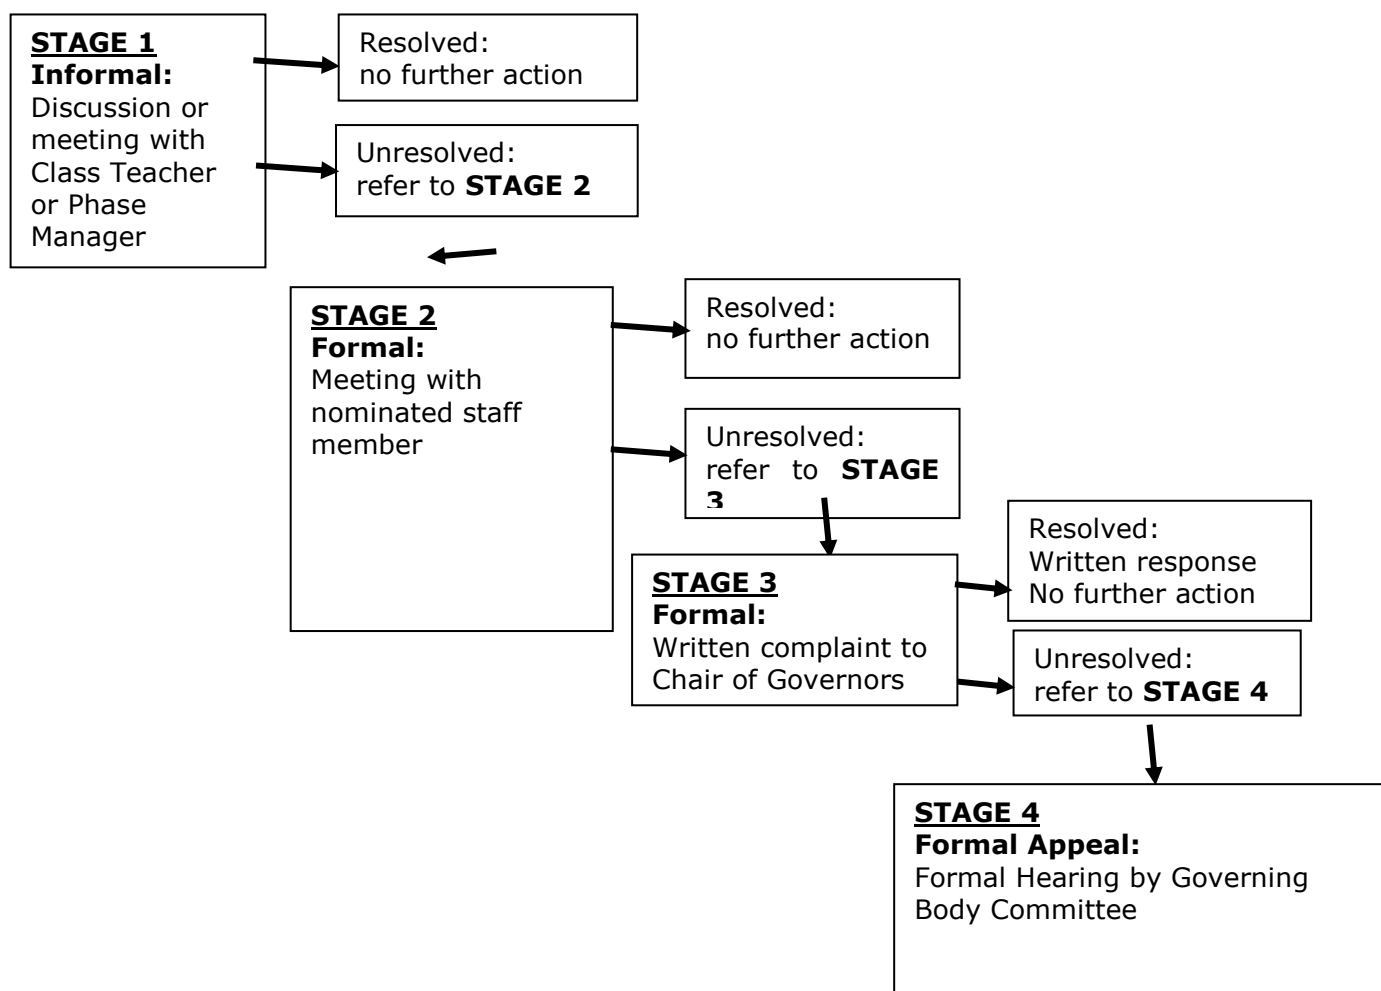 STAGE 1
Informal:
Discussion or
meeting with
Class Teacher
or Phase
Manager
Resolved:
no further action
Unresolved:
refer to STAGE 2
STAGE 2
Formal:
Meeting with
nominated staff
member
Resolved:
no further action
Unresolved:
refer to STAGE
3
STAGE 3
Formal:
Written complaint to
Chair of Governors
Resolved:
Written response
No further action
Unresolved:
refer to STAGE 4
STAGE 4
Formal Appeal:
Formal Hearing by Governing
Body Committee